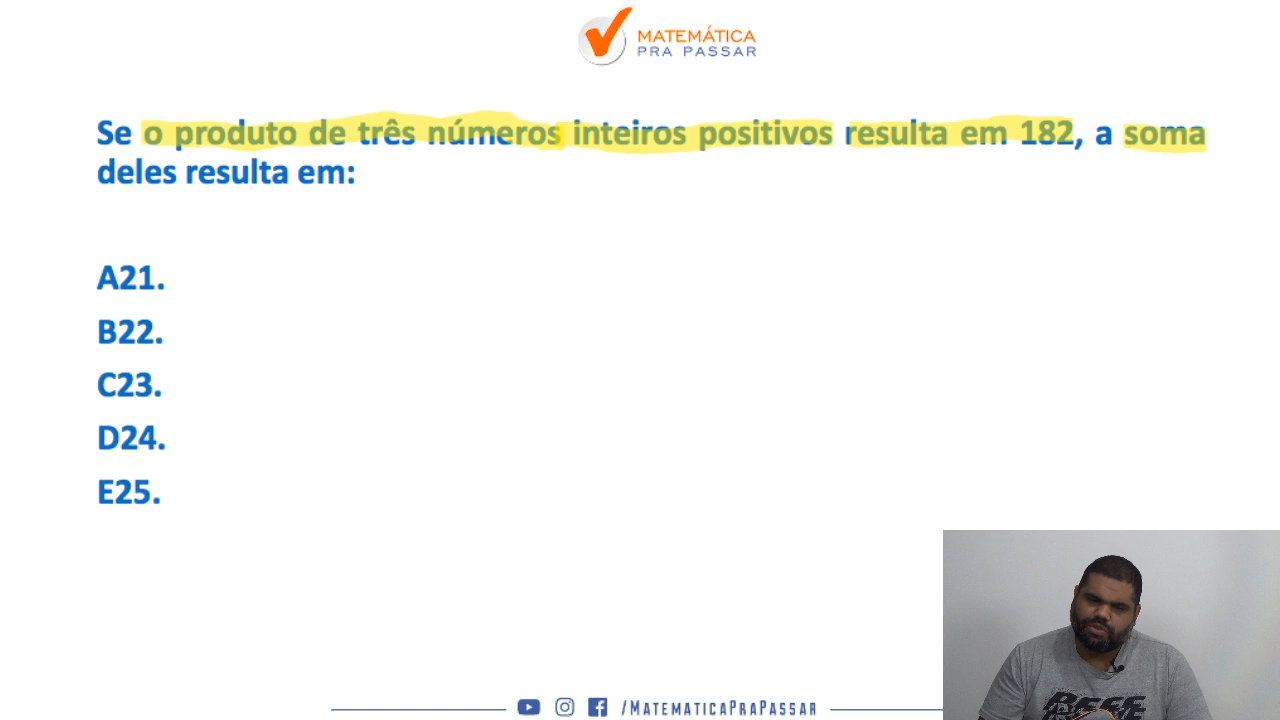 MATEMÁTICA
PRA PASSAR
Se o produto de três números inteiros positivos resulta em 182, a soma
deles resulta em:
A21.
B22.
C23.
D24.
E25.
/MATEMATICAPRAPASSAR